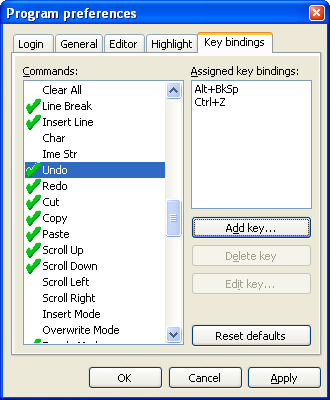 Program preferences
Login
General
Editor
Highlight
Key bindings
Commands:
Clear All
Line Break
Insert Line
Char
Ime Str
Undo
Redo
Cut
Copy
Paste
Scroll Up
Scroll Down
Scroll Left
Scroll Right
Insert Mode
Overwrite Mode
Assigned key bindings:
Alt+BkSp
Ctrl+Z
Add key...
Delete key
Edit key...
Reset defaults
OK
Cancel
Apply